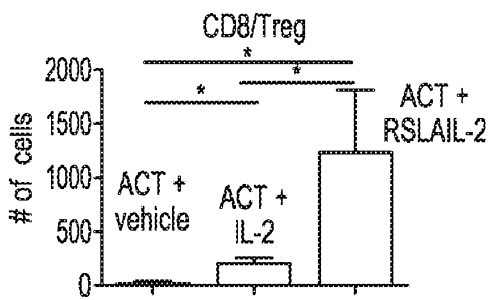 CD8/Treg
*
*
*
2000
1500
1000
500
0
# of cells
ACT +
vehicle
ACT +
IL-2
ACT +
RSLAIL-2